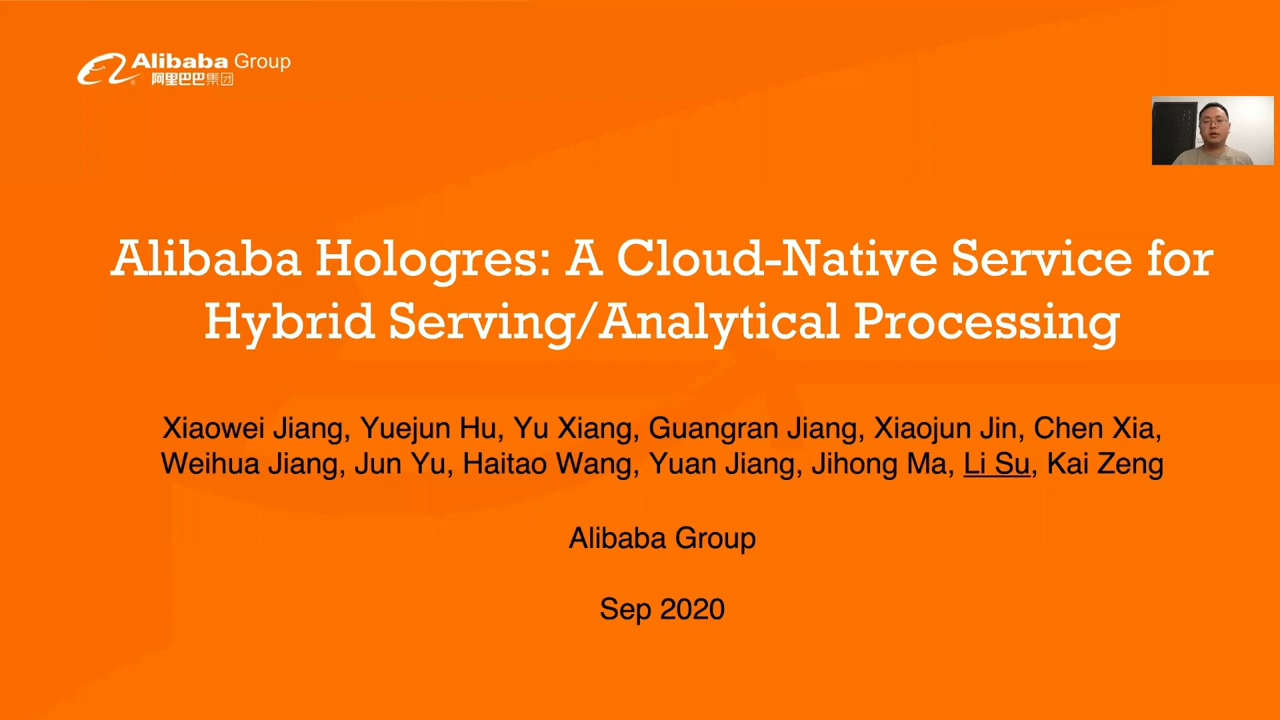 Alibaba Group
阿里巴巴集团
Alibaba Hologres: A Cloud-Native Service for
Hybrid Serving/Analytical Processing
Xiaowei Jiang, Yuejun Hu, Yu Xiang, Guangran Jiang, Xiaojun Jin, Chen Xia,
Weihua Jiang, Jun Yu, Haitao Wang, Yuan Jiang, Jihong Ma, Li Su, Kai Zeng
Alibaba Group
Sep 2020